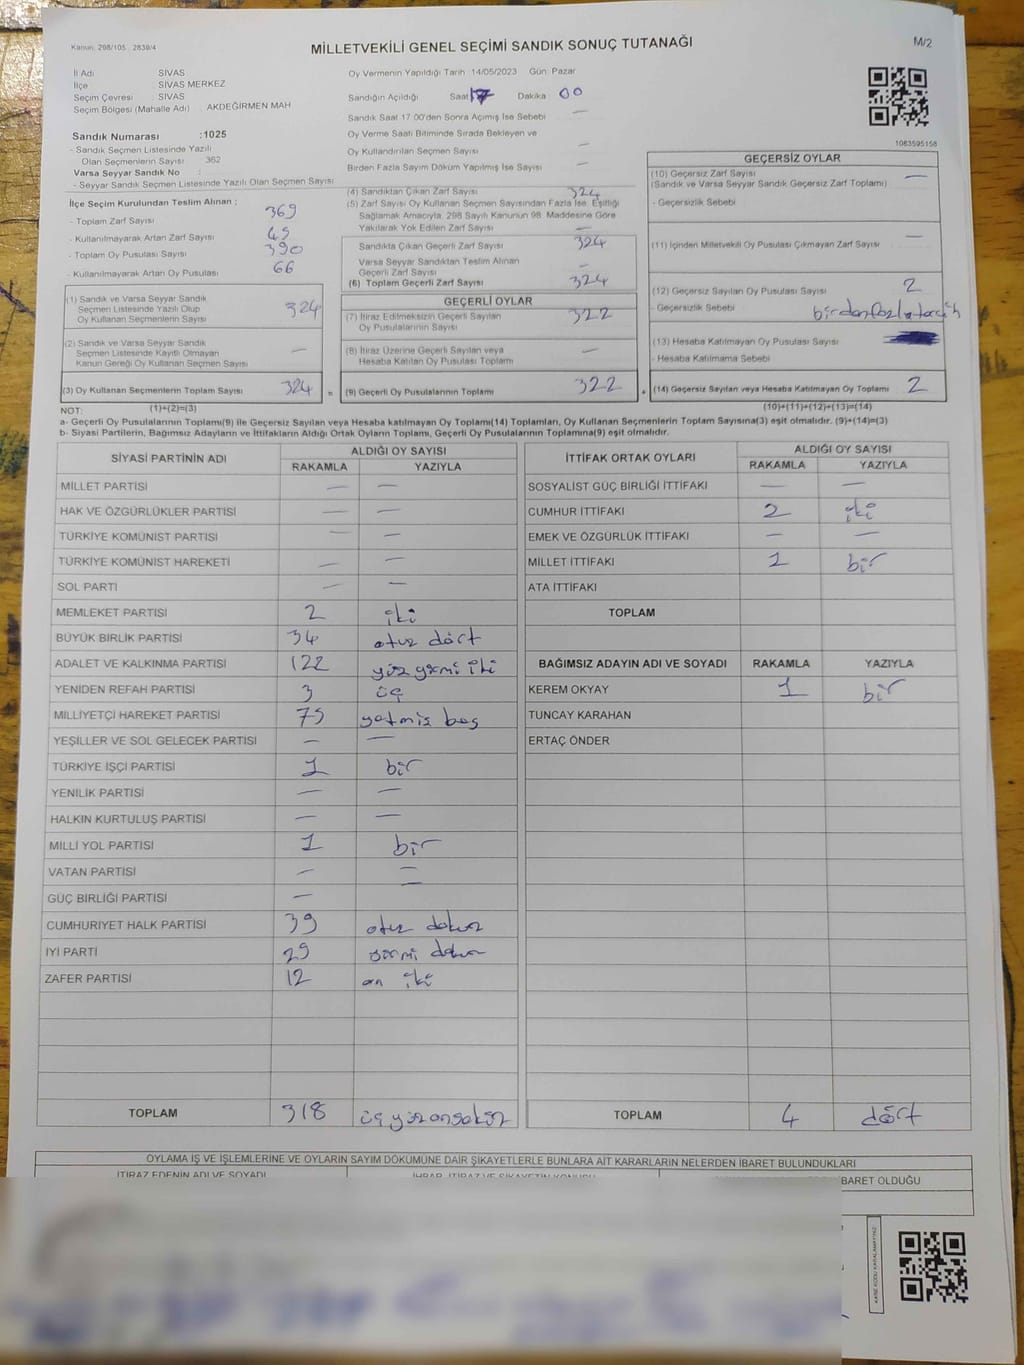 Kanun: 298/105 , 2839/4
MİLLETVEKİLİ GENEL SEÇİMİ SANDIK SONUÇ TUTANAĞI
M/2
İl Adı SİVAS
İlçe SİVAS MERKEZ
Seçim Çevresi SİVAS
Seçim Bölgesi (Mahalle Adı) : AKDEĞİRMEN MAH
Sandık Numarası :1025
- Sandık Seçmen Listesinde Yazılı
Olan Seçmenlerin Sayısı 362
Varsa Seyyar Sandık No :
- Seyyar Sandık Seçmen Listesinde Yazılı Olan Seçmen Sayısı
İlçe Seçim Kurulundan Teslim Alınan :
- Toplam Zarf Sayısı 369
- Kullanılmayarak Artan Zarf Sayısı 45
- Toplam Oy Pusulası Sayısı 390
- Kullanılmayarak Artan Oy Pusulası 66
Oy Vermenin Yapıldığı Tarih 14/05/2023 Gün Pazar
Sandığın Açıldığı Saat 17 Dakika 00
Sandık Saat 17.00'den Sonra Açımış İse Sebebi —
Oy Verme Saati Bitiminde Sırada Bekleyen ve
Oy Kullandırılan Seçmen Sayısı —
Birden Fazla Sayım Döküm Yapılmış İse Sayısı —
(4) Sandıktan Çıkan Zarf Sayısı 324
(5) Zarf Sayısı Oy Kullanan Seçmen Sayısından Fazla İse, Eşitliği
Sağlamak Amacıyla, 298 Sayılı Kanunun 98. Maddesine Göre
Yakılarak Yok Edilen Zarf Sayısı —
Sandıkta Çıkan Geçerli Zarf Sayısı 324
Varsa Seyyar Sandıktan Teslim Alınan
Geçerli Zarf Sayısı —
(6) Toplam Geçerli Zarf Sayısı 324
1083595158
GEÇERSİZ OYLAR
(10) Geçersiz Zarf Sayısı —
(Sandık ve Varsa Seyyar Sandık Geçersiz Zarf Toplamı)
- Geçersizlik Sebebi
(11) İçinden Milletvekili Oy Pusulası Çıkmayan Zarf Sayısı —
(12) Geçersiz Sayılan Oy Pusulası Sayısı 2
- Geçersizlik Sebebi birden fazla tercih
(13) Hesaba Katılmayan Oy Pusulası Sayısı
- Hesaba Katılmama Sebebi
(14) Geçersiz Sayılan veya Hesaba Katılmayan Oy Toplamı 2
(1) Sandık ve Varsa Seyyar Sandık
Seçmen Listesinde Yazılı Olup
Oy Kullanan Seçmenlerin Sayısı 324
(2) Sandık ve Varsa Seyyar Sandık
Seçmen Listesinde Kayıtlı Olmayan
Kanun Gereği Oy Kullanan Seçmenlerin Sayısı —
(3) Oy Kullanan Seçmenlerin Toplam Sayısı 324
=
GEÇERLİ OYLAR
(7) İtiraz Edilmeksizin Geçerli Sayılan
Oy Pusulalarının Sayısı 322
(8) İtiraz Üzerine Geçerli Sayılan veya
Hesaba Katılan Oy Pusulası Toplamı —
(9) Geçerli Oy Pusulalarının Toplamı 322
+
NOT: (1)+(2)=(3)
(10)+(11)+(12)+(13)=(14)
a- Geçerli Oy Pusulalarının Toplamı(9) ile Geçersiz Sayılan veya Hesaba katılmayan Oy Toplamı(14) Toplamları, Oy Kullanan Seçmenlerin Toplam Sayısına(3) eşit olmalıdır. (9)+(14)=(3)
b- Siyasi Partilerin, Bağımsız Adayların ve İttifakların Aldığı Ortak Oyların Toplamı, Geçerli Oy Pusulalarının Toplamına(9) eşit olmalıdır.
SİYASİ PARTİNİN ADI ALDIĞI OY SAYISI
RAKAMLA YAZIYLA
MİLLET PARTİSİ — —
HAK VE ÖZGÜRLÜKLER PARTİSİ — —
TÜRKİYE KOMÜNİST PARTİSİ — —
TÜRKİYE KOMÜNİST HAREKETİ — —
SOL PARTİ — —
MEMLEKET PARTİSİ 2 iki
BÜYÜK BİRLİK PARTİSİ 34 otuz dört
ADALET VE KALKINMA PARTİSİ 122 yüz yirmi iki
YENİDEN REFAH PARTİSİ 3 üç
MİLLİYETÇİ HAREKET PARTİSİ 75 yetmiş beş
YEŞİLLER VE SOL GELECEK PARTİSİ — —
TÜRKİYE İŞÇİ PARTİSİ 1 bir
YENİLİK PARTİSİ — —
HALKIN KURTULUŞ PARTİSİ — —
MİLLİ YOL PARTİSİ 1 bir
VATAN PARTİSİ — —
GÜÇ BİRLİĞİ PARTİSİ — —
CUMHURİYET HALK PARTİSİ 39 otuz dokuz
İYİ PARTİ 29 yirmi dokuz
ZAFER PARTİSİ 12 on iki
TOPLAM 318 üç yüz on sekiz
İTTİFAK ORTAK OYLARI ALDIĞI OY SAYISI
RAKAMLA YAZIYLA
SOSYALİST GÜÇ BİRLİĞİ İTTİFAKI — —
CUMHUR İTTİFAKI 2 iki
EMEK VE ÖZGÜRLÜK İTTİFAKI — —
MİLLET İTTİFAKI 1 bir
ATA İTTİFAKI
TOPLAM
BAĞIMSIZ ADAYIN ADI VE SOYADI RAKAMLA YAZIYLA
KEREM OKYAY 1 bir
TUNCAY KARAHAN
ERTAÇ ÖNDER
TOPLAM 4 dört
OYLAMA İŞ VE İŞLEMLERİNE VE OYLARIN SAYIM DÖKÜMÜNE DAİR ŞİKAYETLERLE BUNLARA AİT KARARLARIN NELERDEN İBARET BULUNDUKLARI
İTİRAZ EDENİN ADI VE SOYADI İHBAR, İTİRAZ VE ŞİKAYETİN KONUSU BARET OLDUĞU